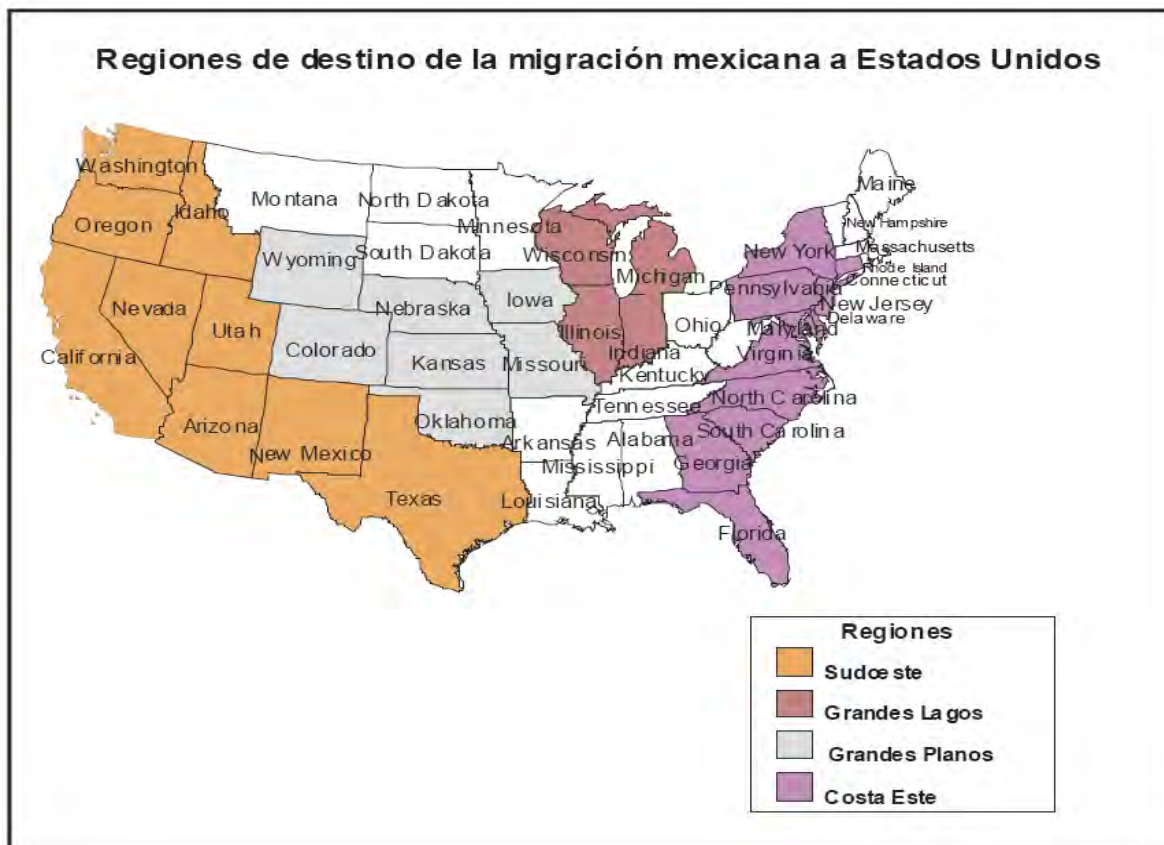 Regiones de destino de la migración mexicana a Estados Unidos
Washington
Montana
North Dakota
Minnesota
Maine
Oregon
Idaho
South Dakota
Wisconsin
Michigan
New Hampshire
New York
Massachusetts
Rhode Island
Connecticut
Wyoming
Nebraska
Iowa
Pennsylvania
New Jersey
Nevada
Utah
Colorado
Kansas
Missouri
Illinois
Indiana
Ohio
Maryland
Delaware
Virginia
California
Kentucky
Arizona
New Mexico
Oklahoma
Arkansas
Tennessee
North Carolina
South Carolina
Texas
Louisiana
Mississippi
Alabama
Georgia
Florida
Regiones
Sudoeste
Grandes Lagos
Grandes Planos
Costa Este